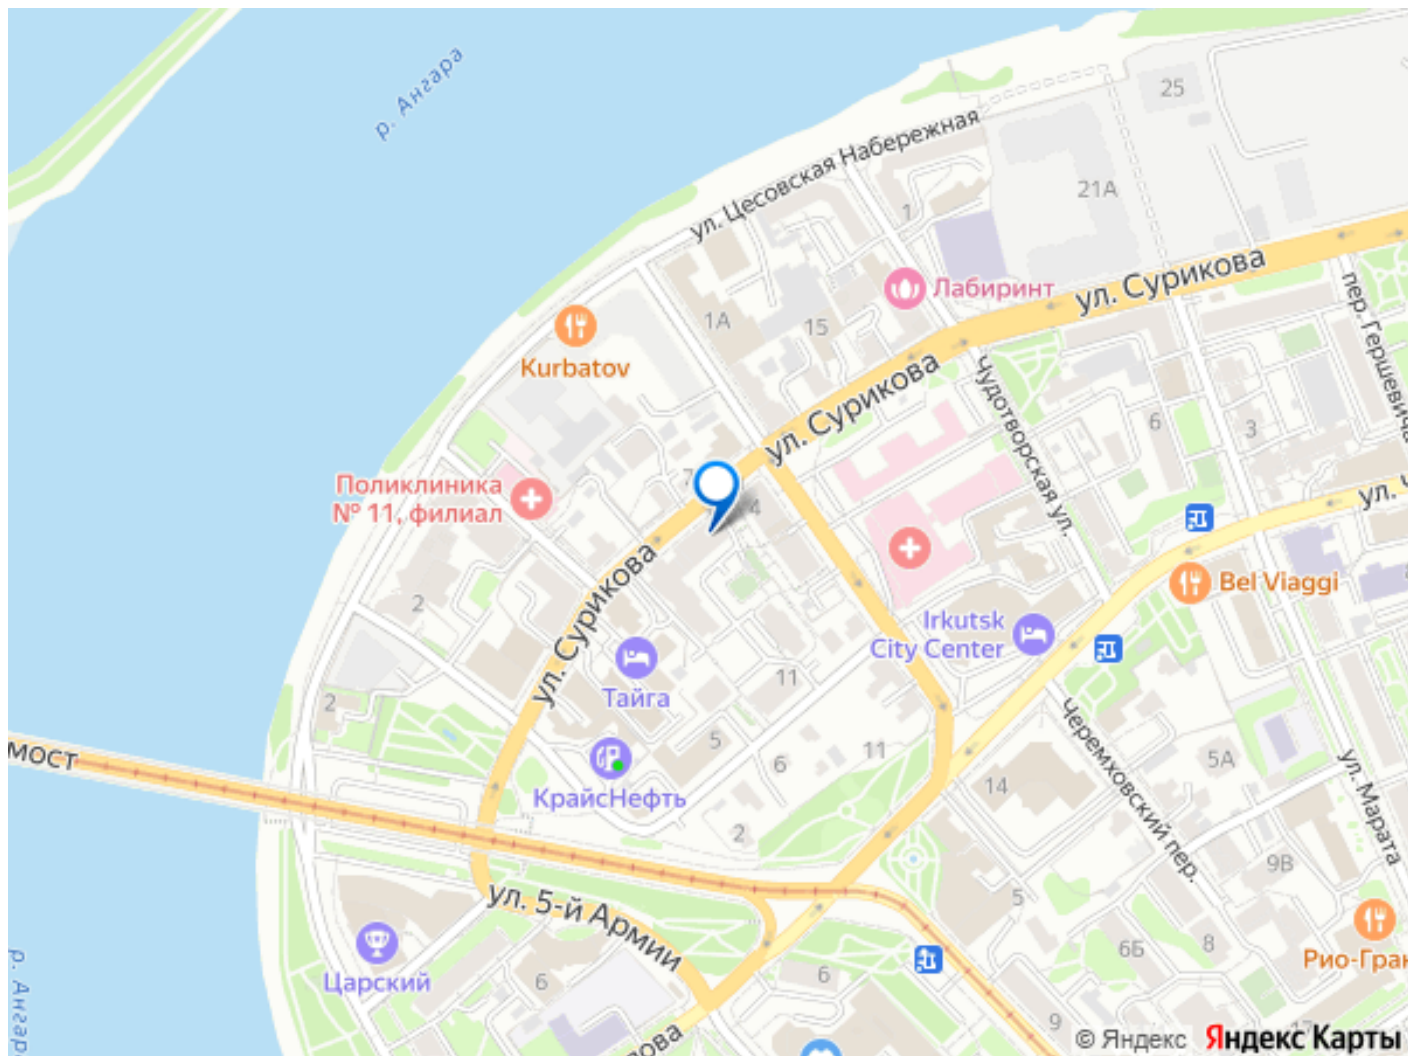 р. Ангара
25
ул. Цесовская Набережная
21А
1
ул. Сурикова
Лабиринт
пер. Гершевича
1А
15
Kurbatov
ул. Сурикова
Чудотворская ул.
6
3
Поликлиника
№ 11, филиал
7
4
ул. Сурикова
Bel Viaggi
Irkutsk
City Center
2
Тайга
11
2
5
11
6
14
5А
Черемховский пер.
ул. Марата
мост
КрайсНефть
2
9В
5
ул. 5-й Армии
Царский
6
6
6Б
8
Рио-Гран
р. Ангар
9
© Яндекс Яндекс Карты